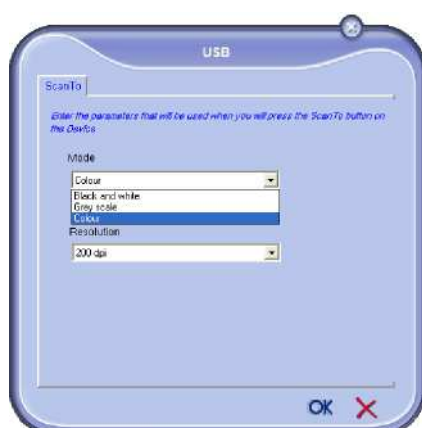 USB
ScanTo
Enter the parameters that will be used when you will press the ScanTo button on
the Device
Mode
Colour
Black and white
Grey scale
Colour
Resolution
200 dpi
OK